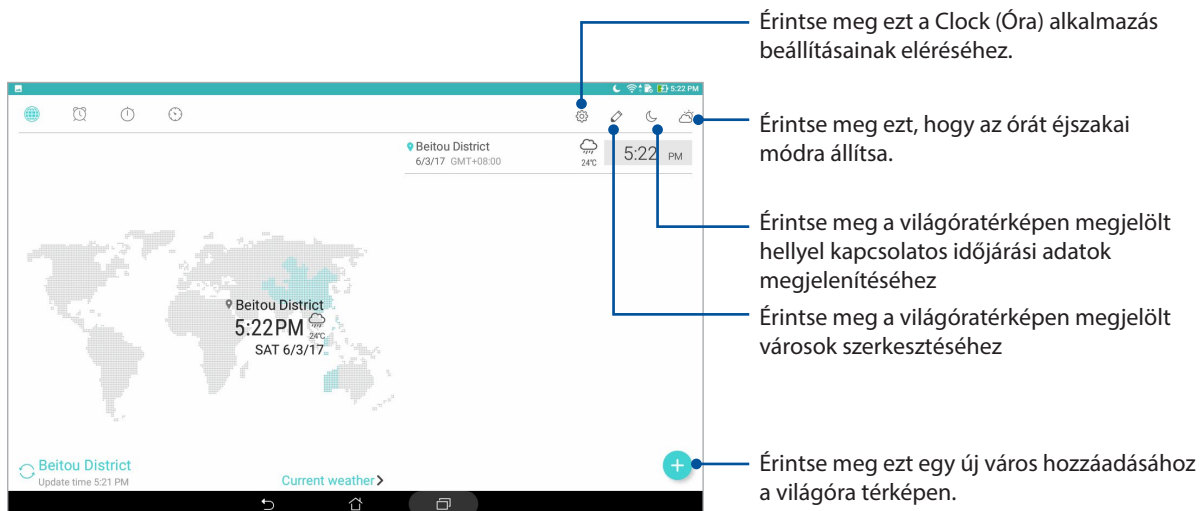 Érintse meg ezt a Clock (Óra) alkalmazás
beállításainak eléréséhez.
5:22 PM
Érintse meg ezt, hogy az órát éjszakai
módra állítsa.
Beitou District
6/3/17 GMT+08:00
24°C
5:22 PM
Érintse meg a világóratérképen megjelölt
hellyel kapcsolatos időjárási adatok
megjelenítéséhez
Beitou District
5:22PM
24°C
SAT 6/3/17
Érintse meg a világóratérképen megjelölt
városok szerkesztéséhez
Beitou District
Update time 5:21 PM
Current weather
Érintse meg ezt egy új város hozzáadásához
a világóra térképen.